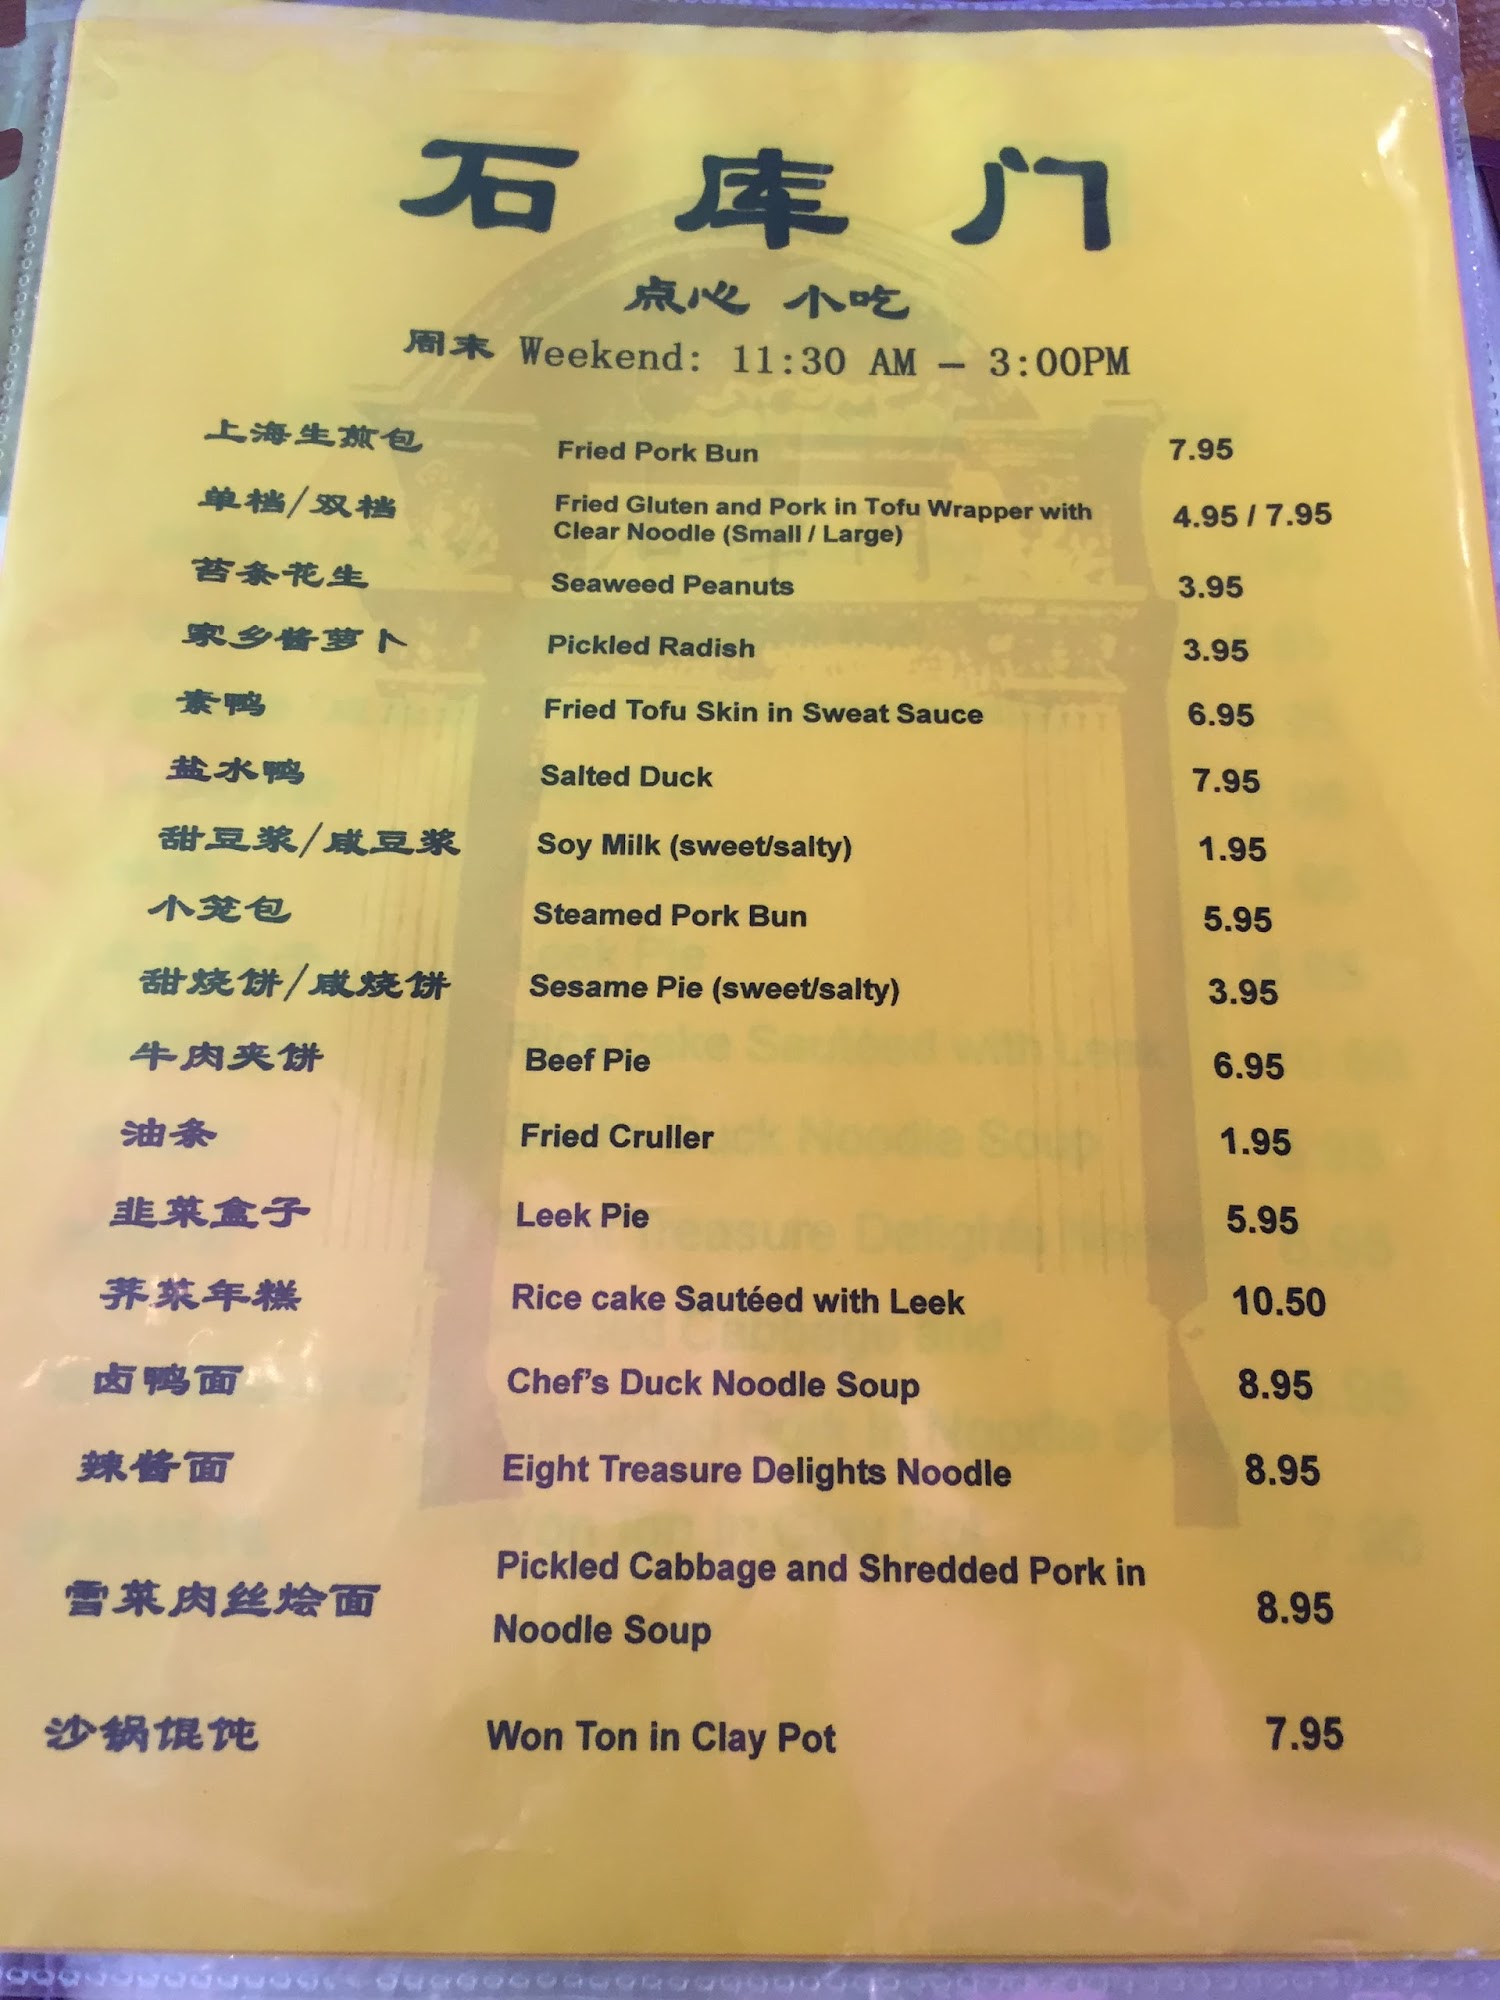 石库门
点心 小吃
周末 Weekend: 11:30 AM – 3:00PM
上海生煎包 Fried Pork Bun 7.95
单档/双档 Fried Gluten and Pork in Tofu Wrapper with
Clear Noodle (Small / Large) 4.95 / 7.95
苔条花生 Seaweed Peanuts 3.95
家乡酱萝卜 Pickled Radish 3.95
素鸭 Fried Tofu Skin in Sweat Sauce 6.95
盐水鸭 Salted Duck 7.95
甜豆浆/咸豆浆 Soy Milk (sweet/salty) 1.95
小笼包 Steamed Pork Bun 5.95
甜烧饼/咸烧饼 Sesame Pie (sweet/salty) 3.95
牛肉夹饼 Beef Pie 6.95
油条 Fried Cruller 1.95
韭菜盒子 Leek Pie 5.95
荠菜年糕 Rice cake Sautéed with Leek 10.50
卤鸭面 Chef's Duck Noodle Soup 8.95
辣酱面 Eight Treasure Delights Noodle 8.95
雪菜肉丝烩面 Pickled Cabbage and Shredded Pork in
Noodle Soup 8.95
沙锅馄饨 Won Ton in Clay Pot 7.95